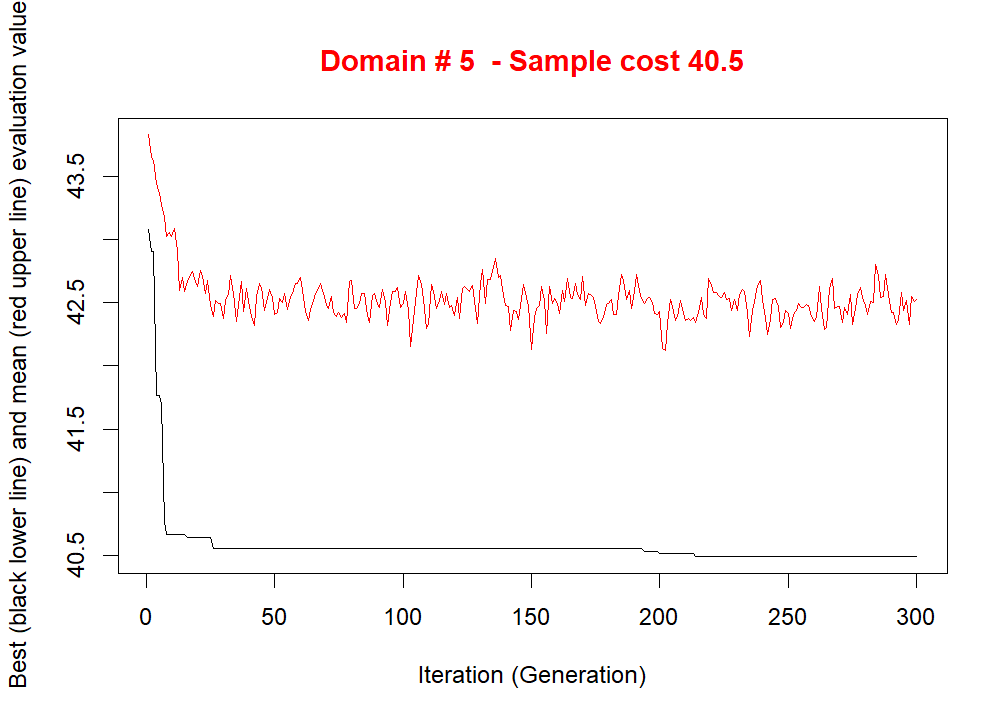 Domain # 5  - Sample cost 40.5
Best (black lower line) and mean (red upper line) evaluation value
43.5
42.5
41.5
40.5
0 50 100 150 200 250 300
Iteration (Generation)